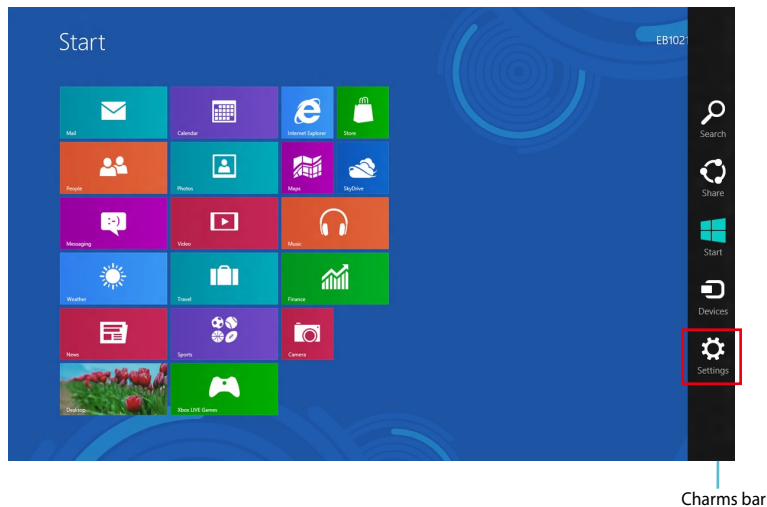 Start
EB1021
Mail
Calendar
Internet Explorer
Store
People
Photos
Maps
SkyDrive
Messaging
:-)
Video
Music
Weather
Travel
Finance
News
Sports
Camera
Desktop
Xbox LIVE Games
Search
Share
Start
Devices
Settings
Charms bar